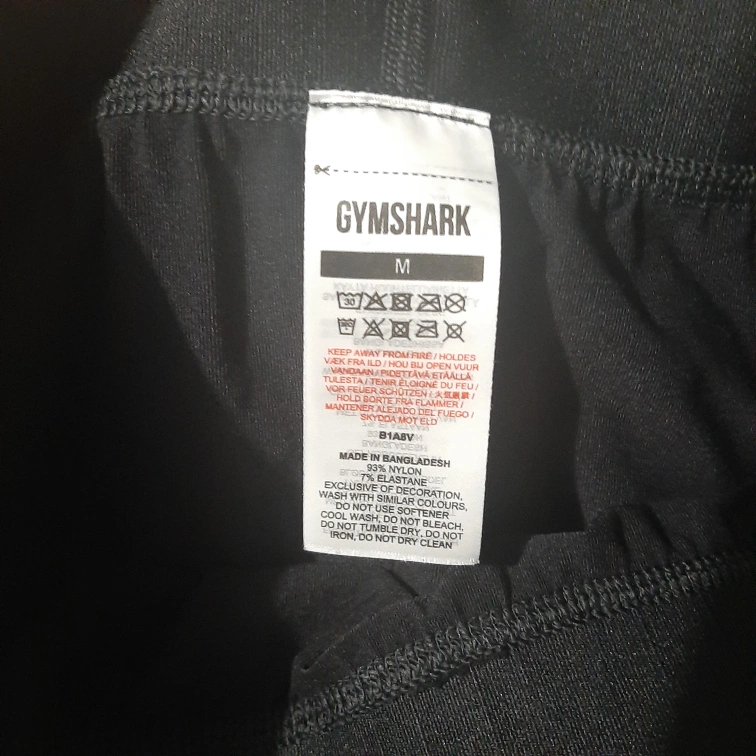 GYMSHARK
M
30
KEEP AWAY FROM FIRE / HOLDES
VÆK FRA ILD / HOU BIJ OPEN VUUR
VANDAAN / PIDETTÄVÄ ETÄÄLLÄ
TULESTA / TENIR ÉLOIGNÉ DU FEU /
VOR FEUER SCHÜTZEN /
HOLD BORTE FRA FLAMMER /
MANTENER ALEJADO DEL FUEGO /
SKYDDA MOT ELD
B1A8V
MADE IN BANGLADESH
93% NYLON
7% ELASTANE
EXCLUSIVE OF DECORATION,
WASH WITH SIMILAR COLOURS,
DO NOT USE SOFTENER
COOL WASH, DO NOT BLEACH,
DO NOT TUMBLE DRY, DO NOT
IRON, DO NOT DRY CLEAN